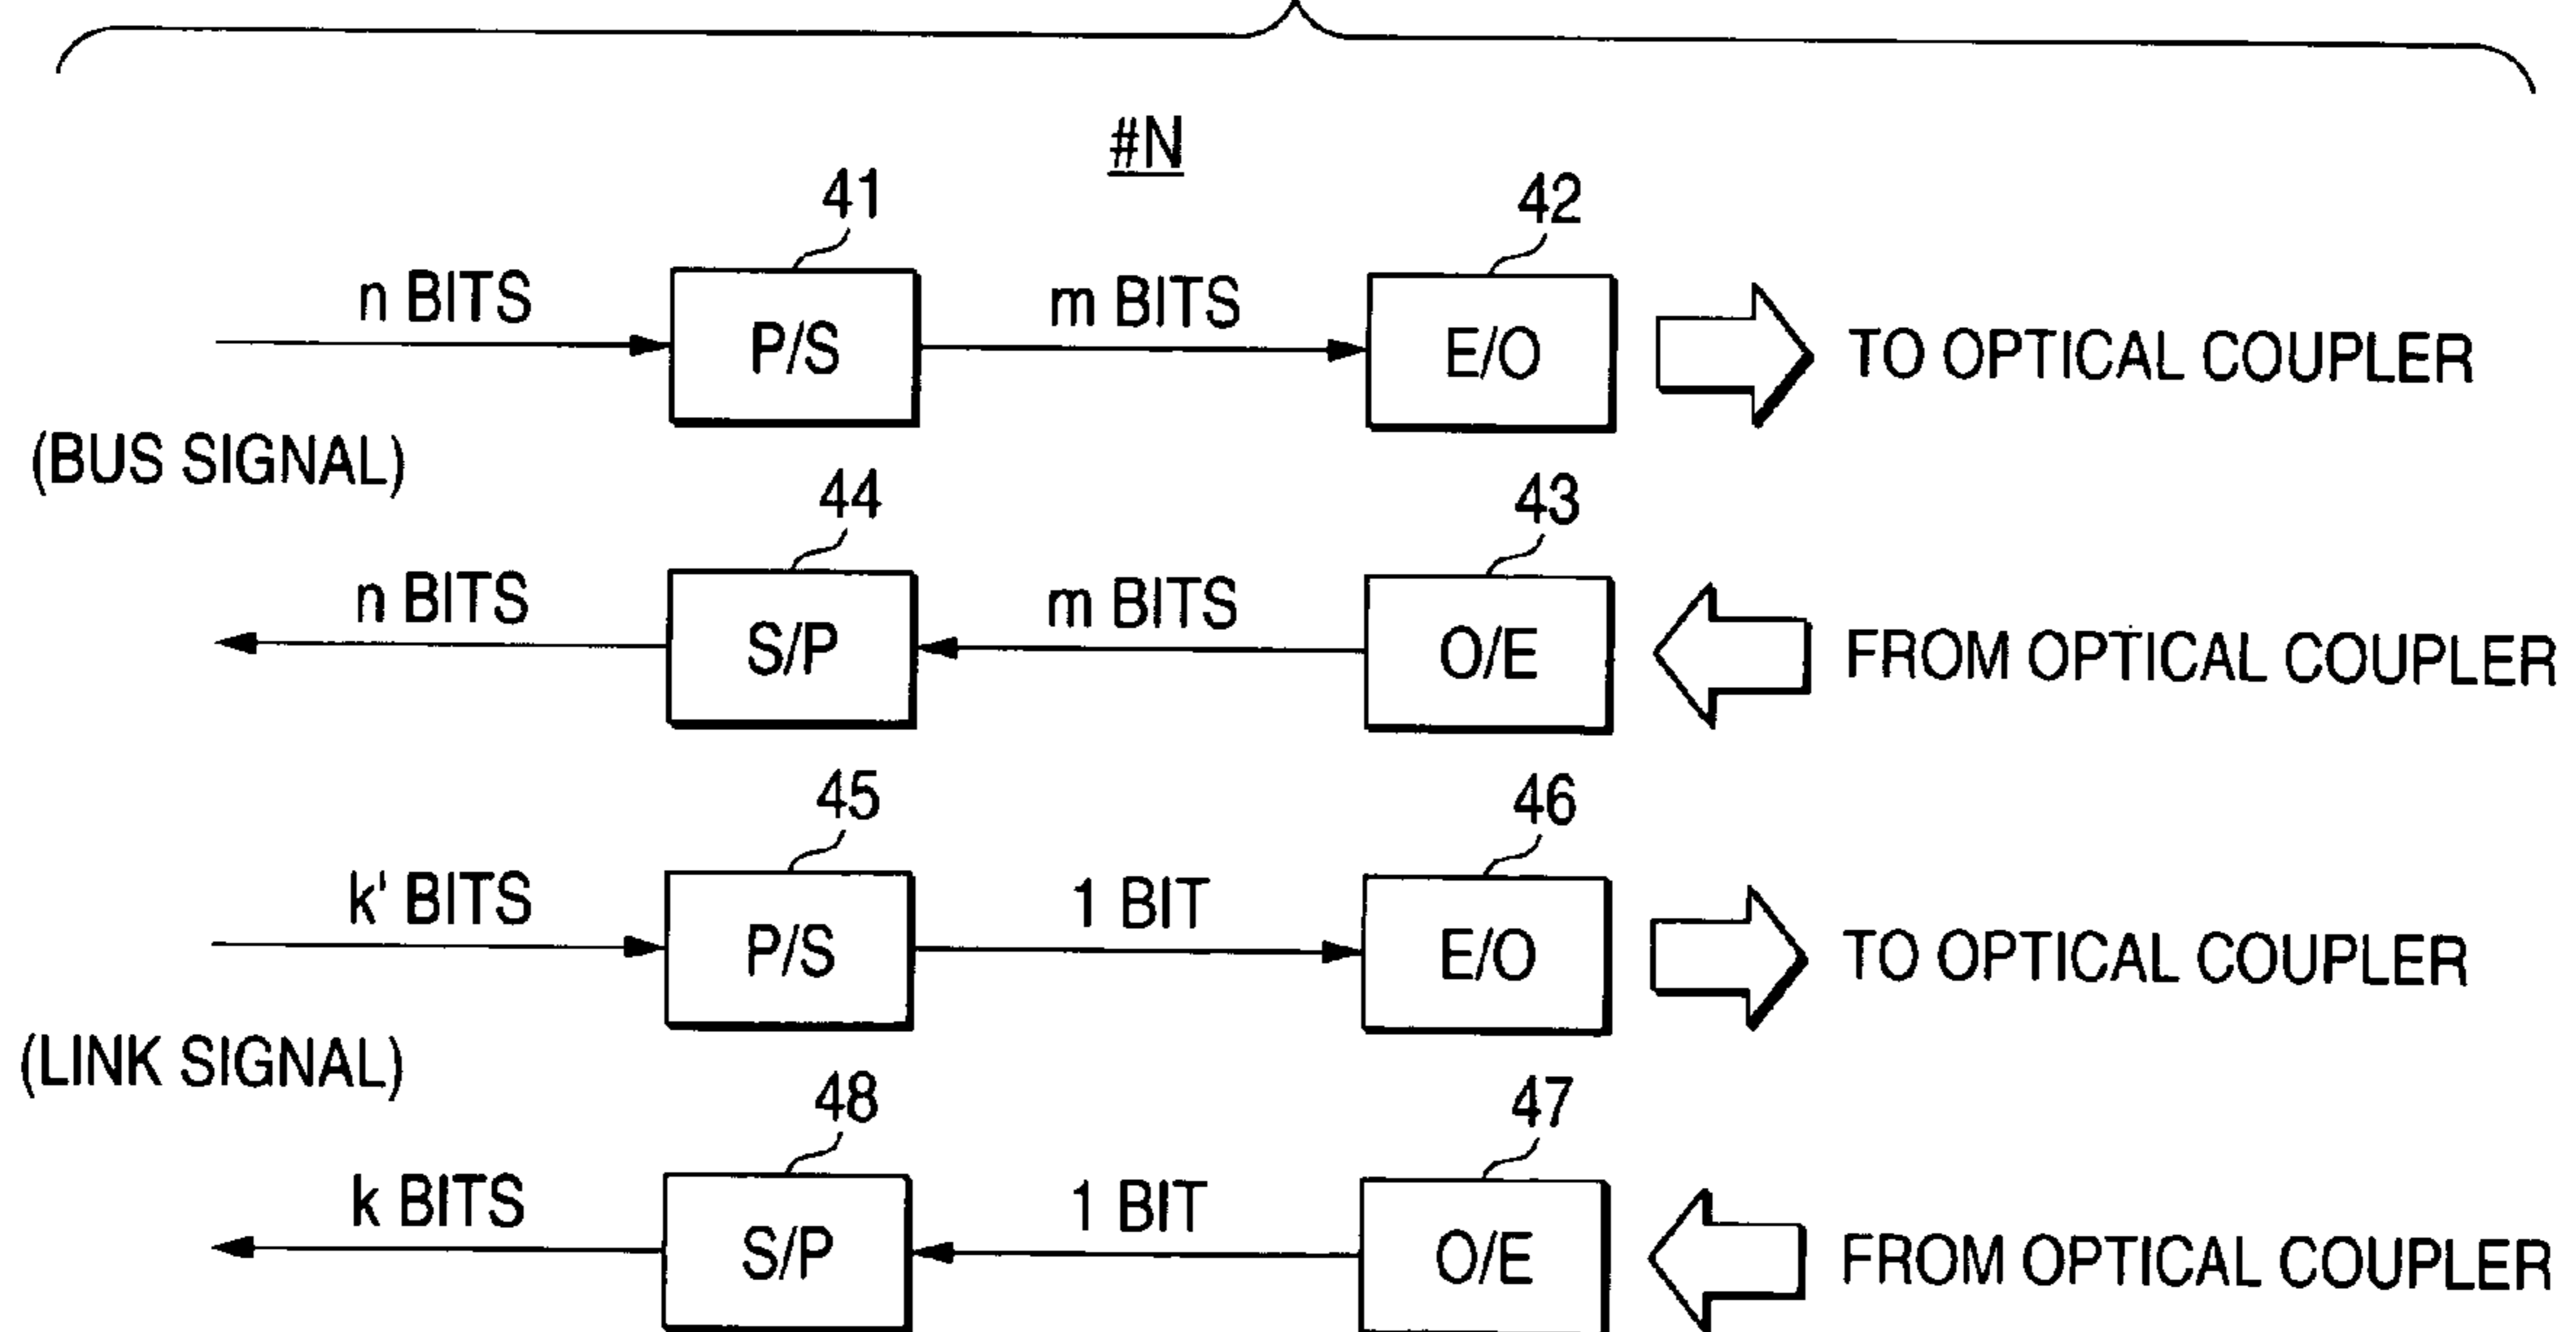 #N
41
42
n BITS
P/S
m BITS
E/O
TO OPTICAL COUPLER
(BUS SIGNAL)
44
43
n BITS
S/P
m BITS
O/E
FROM OPTICAL COUPLER
45
46
k' BITS
P/S
1 BIT
E/O
TO OPTICAL COUPLER
(LINK SIGNAL)
48
47
k BITS
S/P
1 BIT
O/E
FROM OPTICAL COUPLER